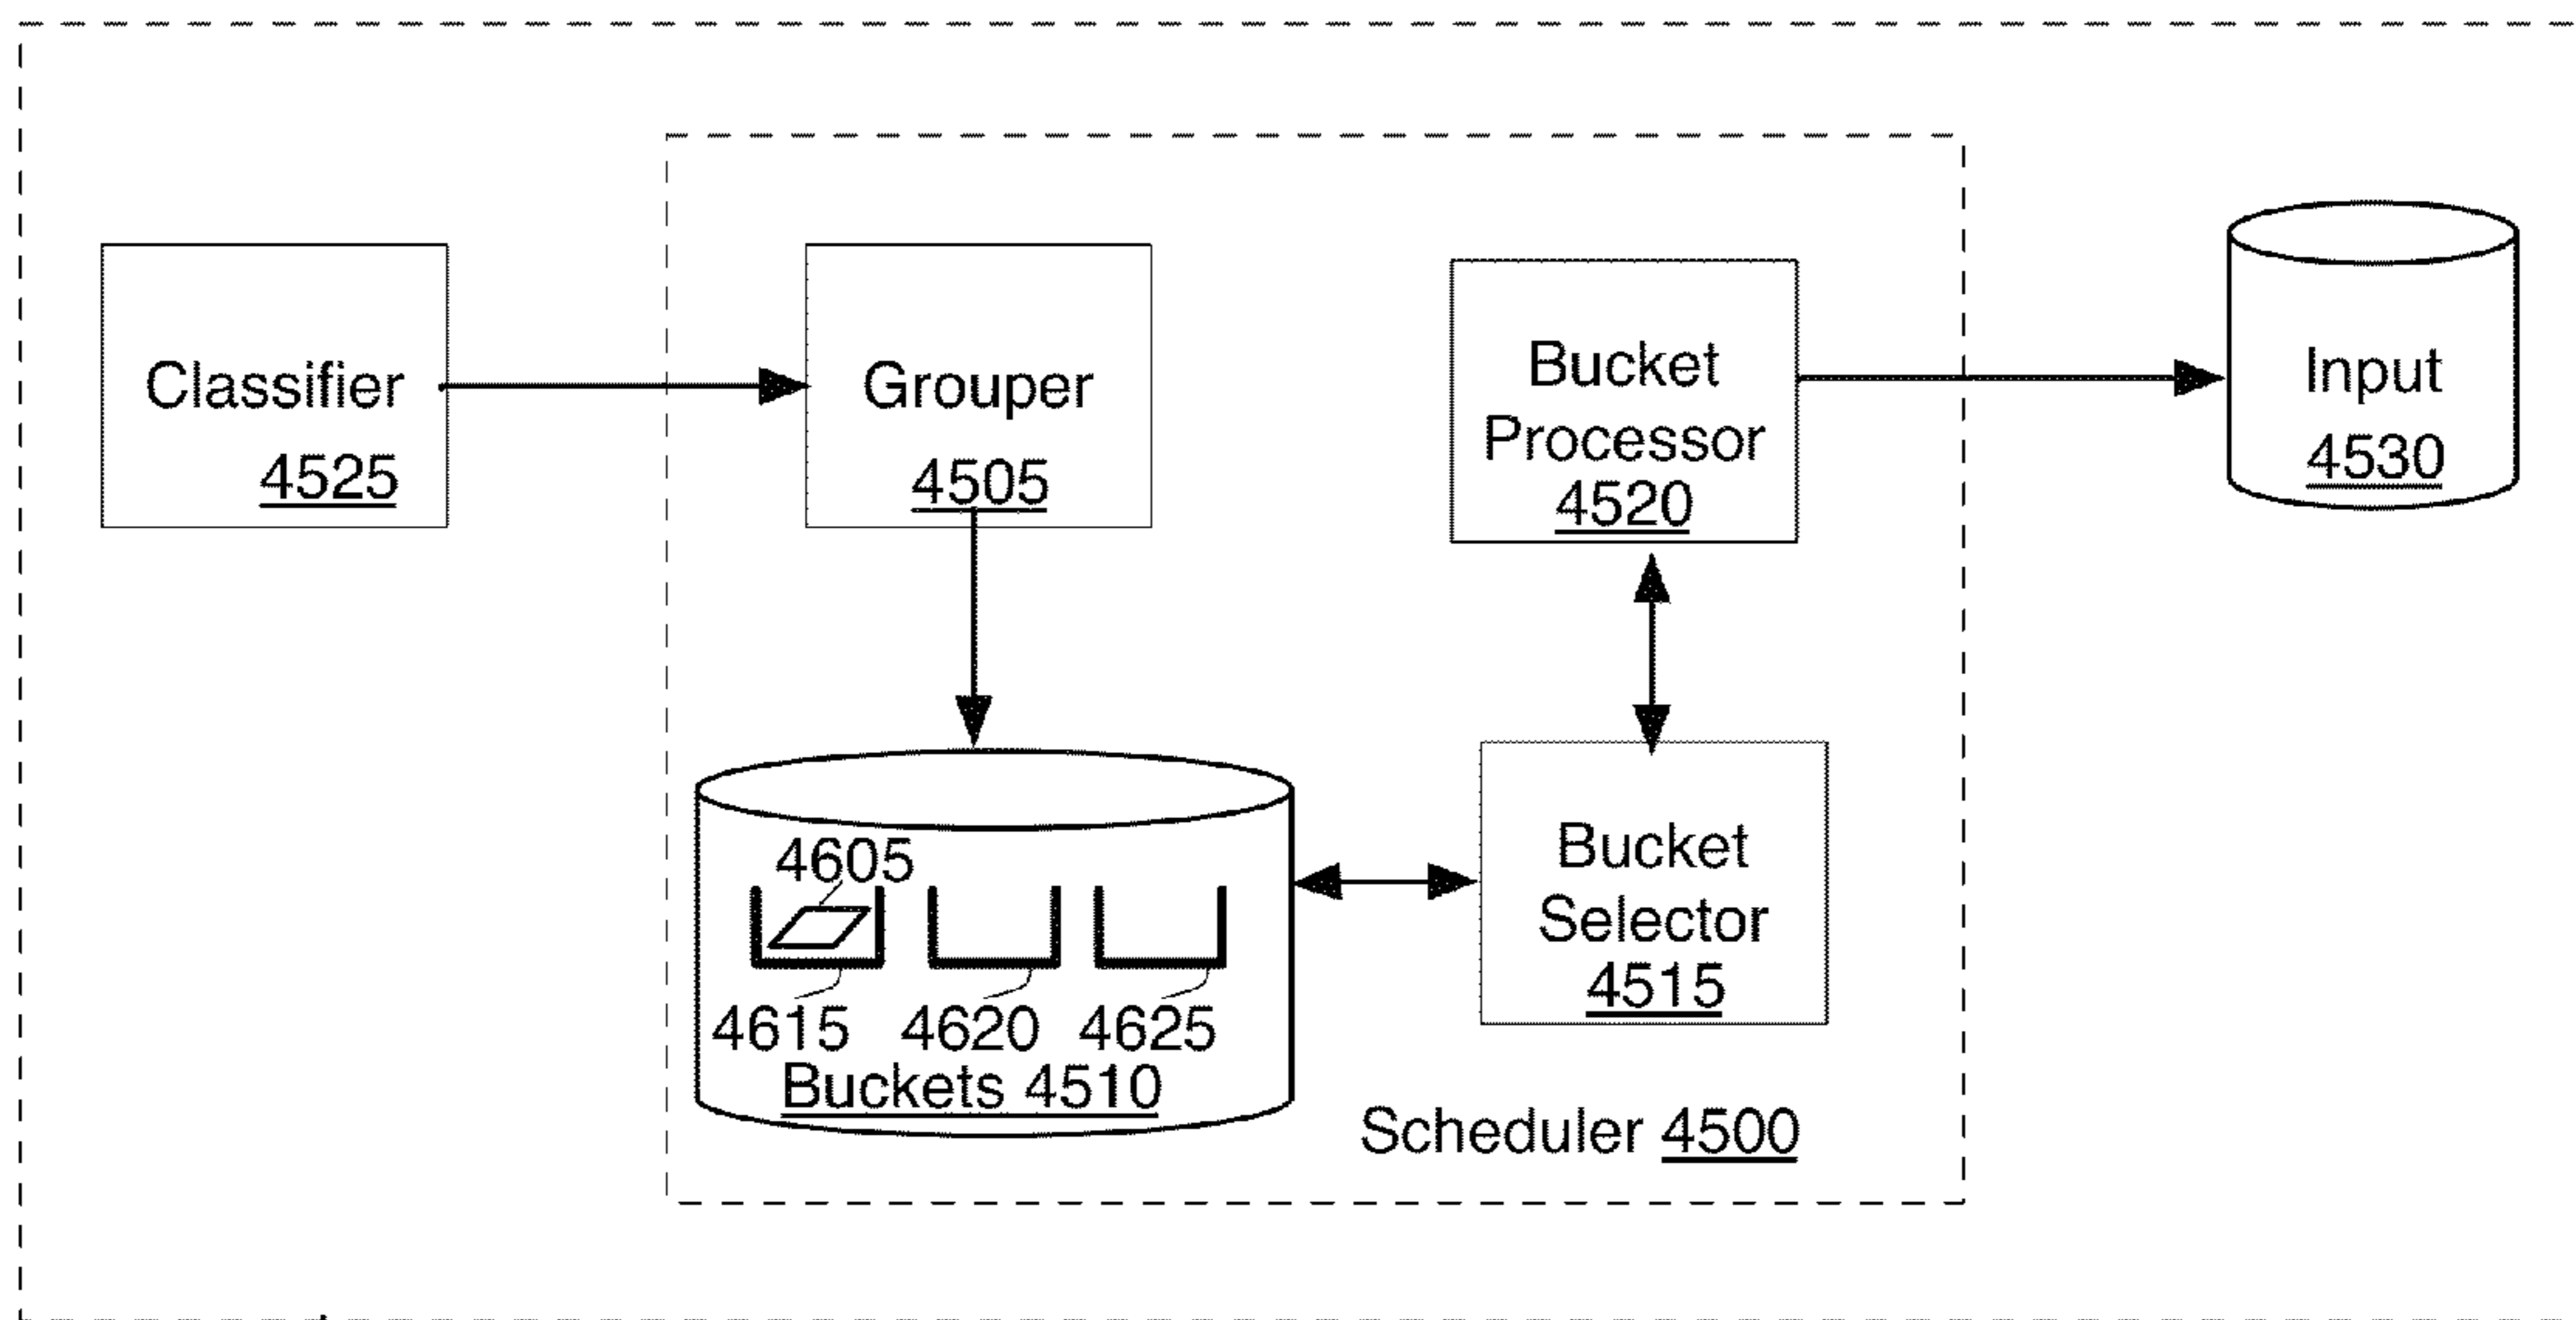 Classifier
4525
Grouper
4505
Bucket
Processor
4520
Input
4530
4605
4615 4620 4625
Buckets 4510
Bucket
Selector
4515
Scheduler 4500